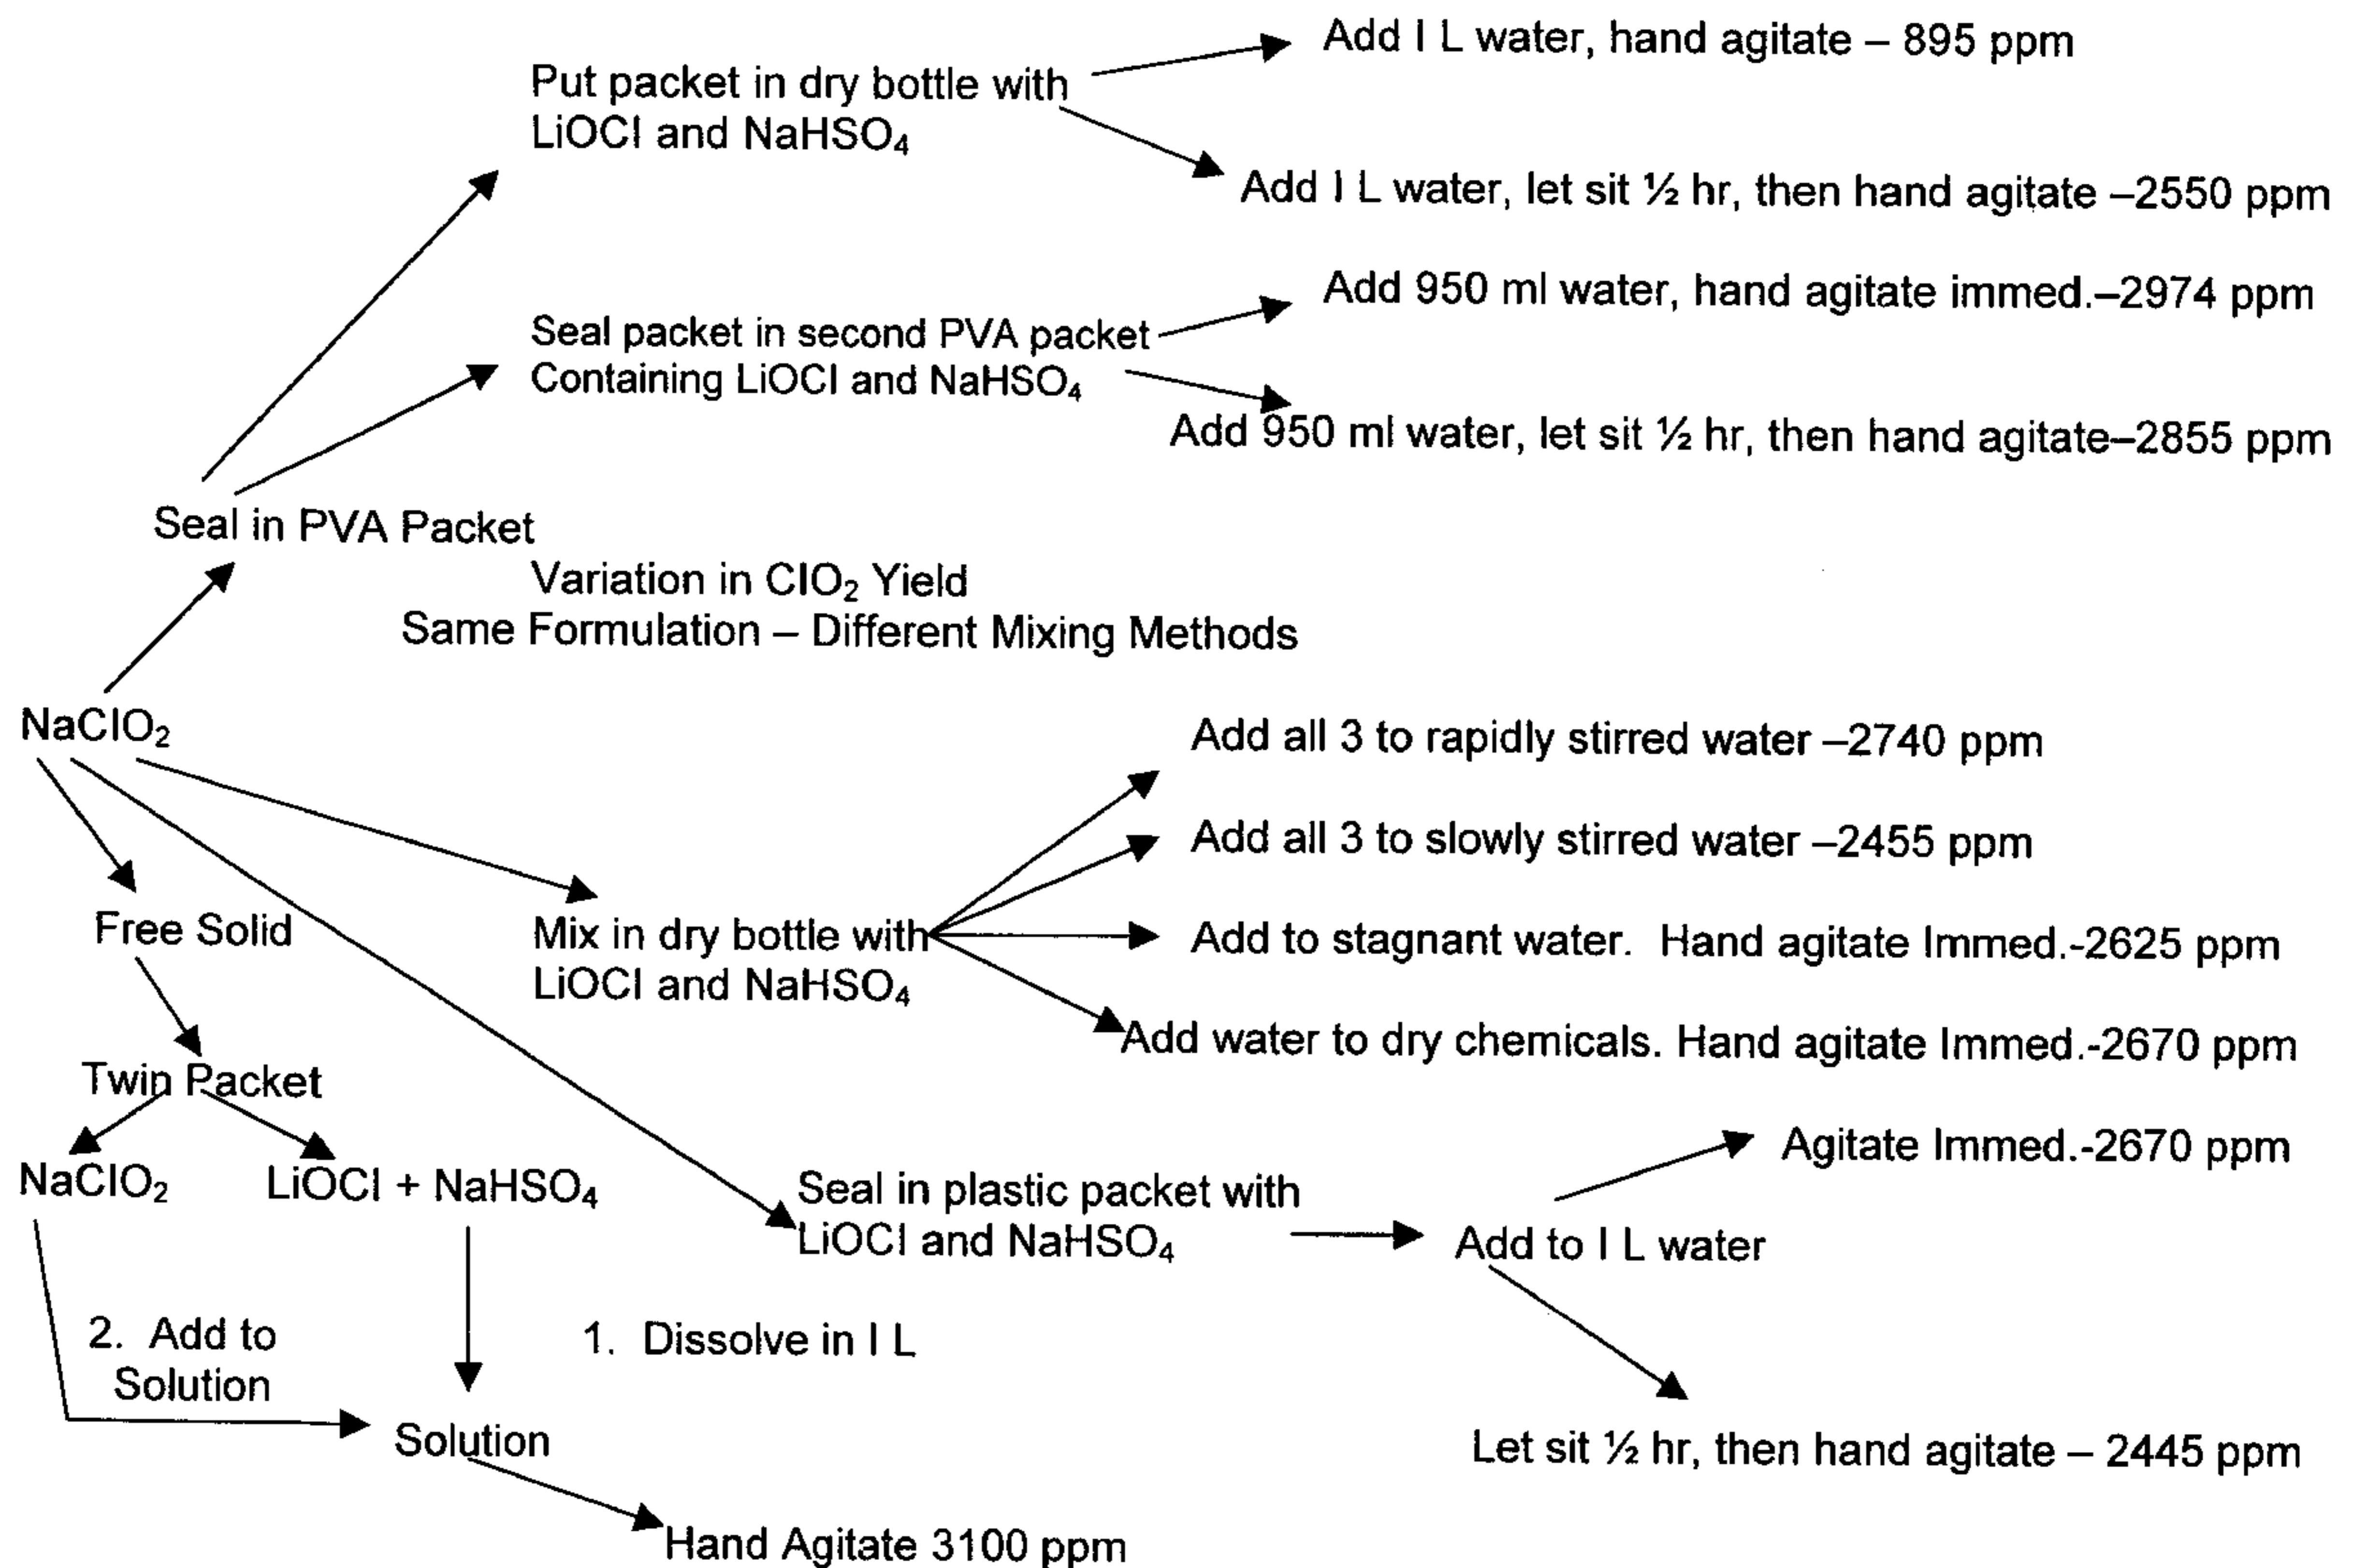 Add I L water, hand agitate – 895 ppm
Put packet in dry bottle with
LiOCl and NaHSO₄
Add I L water, let sit ½ hr, then hand agitate –2550 ppm
Add 950 ml water, hand agitate immed.–2974 ppm
Seal packet in second PVA packet
Containing LiOCl and NaHSO₄
Add 950 ml water, let sit ½ hr, then hand agitate–2855 ppm
Seal in PVA Packet
Variation in ClO₂ Yield
Same Formulation – Different Mixing Methods
NaClO₂
Add all 3 to rapidly stirred water –2740 ppm
Add all 3 to slowly stirred water –2455 ppm
Free Solid
Mix in dry bottle with
LiOCl and NaHSO₄
Add to stagnant water. Hand agitate Immed.-2625 ppm
Add water to dry chemicals. Hand agitate Immed.-2670 ppm
Twin Packet
NaClO₂
LiOCl + NaHSO₄
Seal in plastic packet with
LiOCl and NaHSO₄
Agitate Immed.-2670 ppm
Add to I L water
2. Add to
Solution
1. Dissolve in I L
Solution
Let sit ½ hr, then hand agitate – 2445 ppm
Hand Agitate 3100 ppm